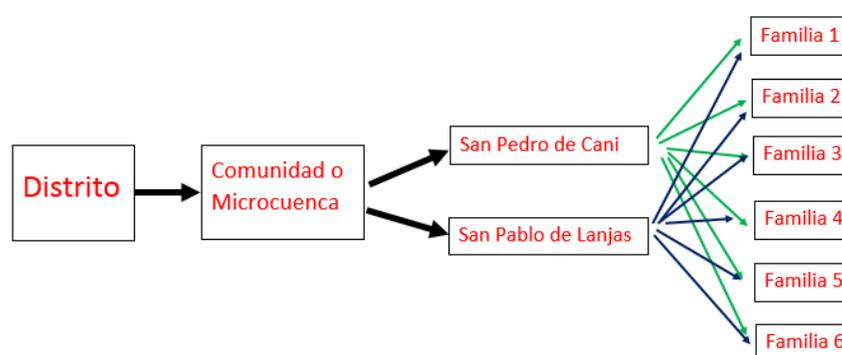 Distrito
Comunidad o
Microcuenca
San Pedro de Cani
San Pablo de Lanjas
Familia 1
Familia 2
Familia 3
Familia 4
Familia 5
Familia 6